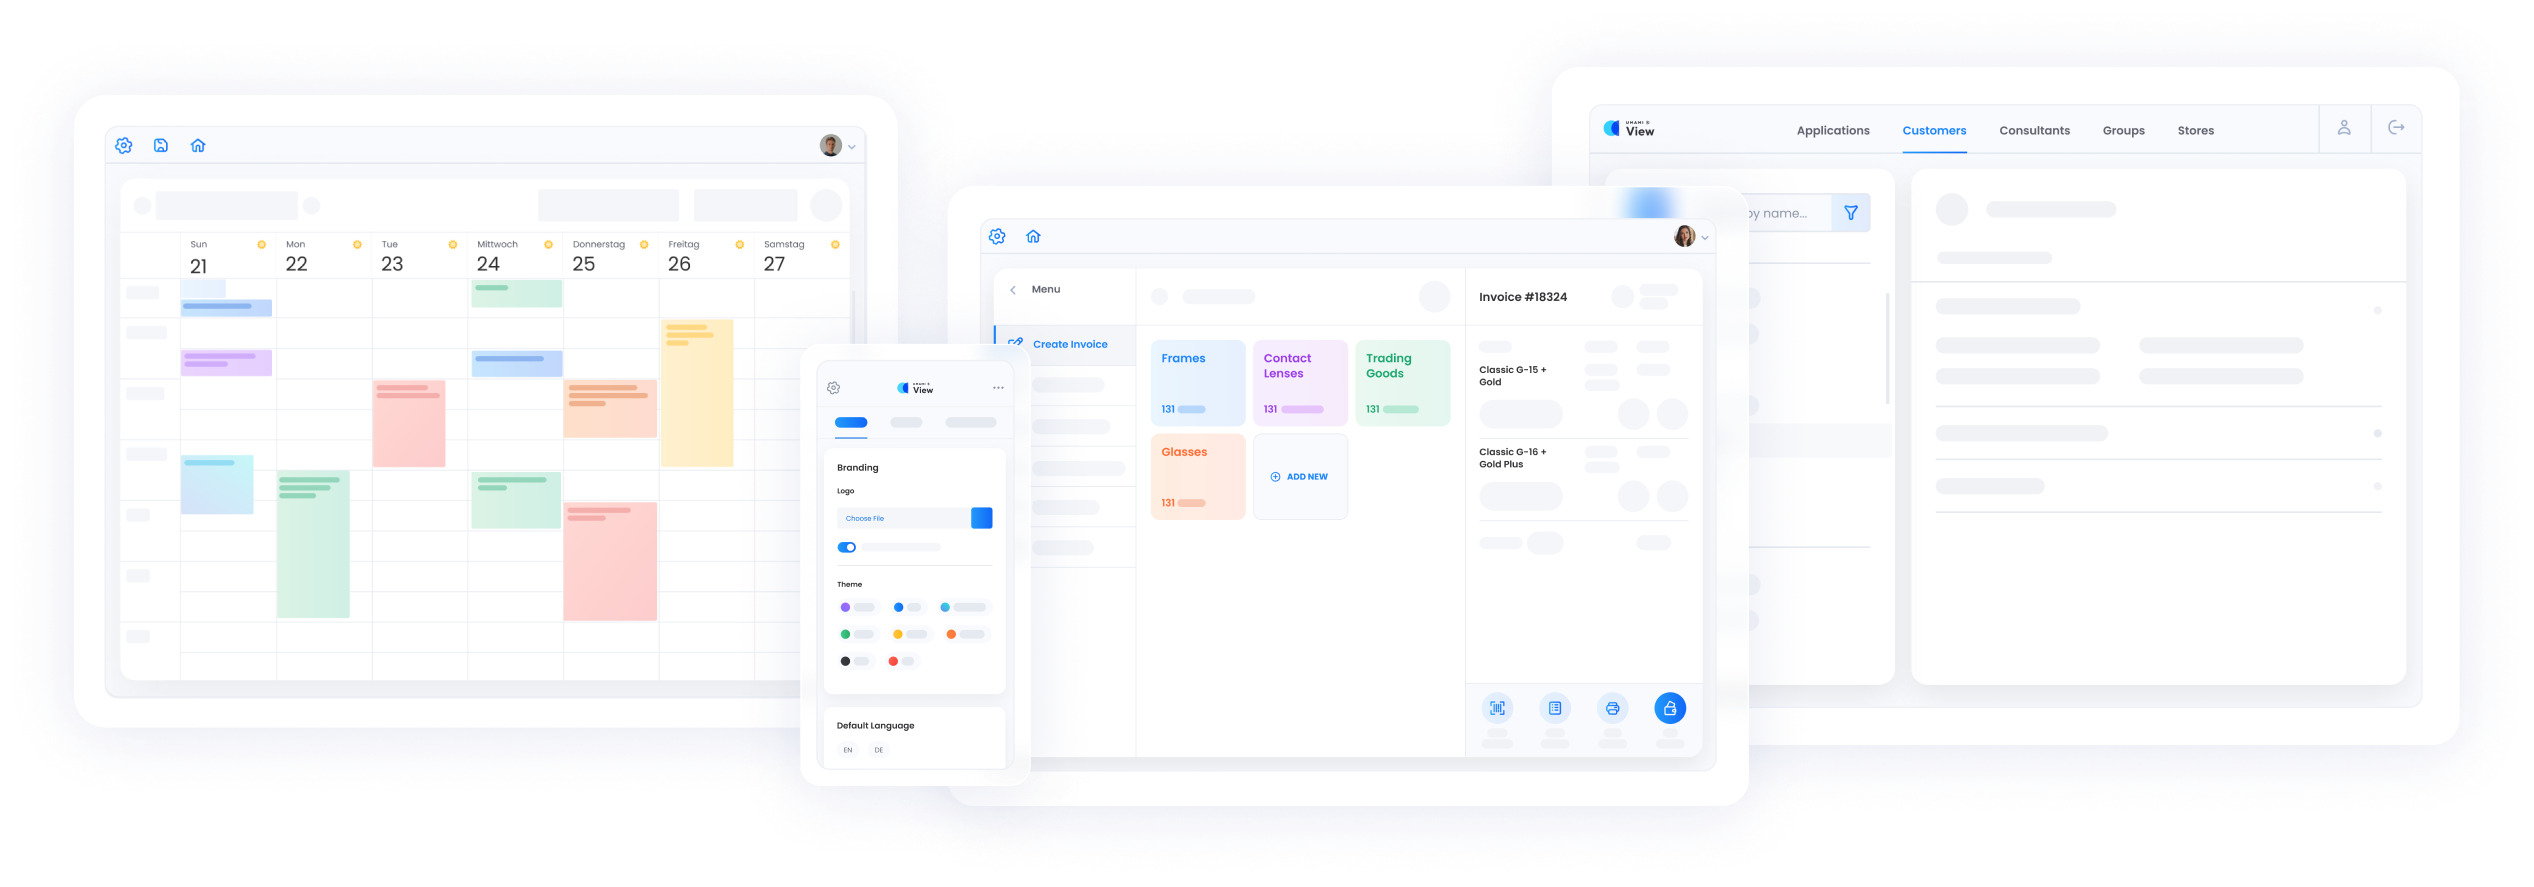 Sun
Mon
Tue
Mittwoch
Donnerstag
Freitag
Samstag
21
22
23
24
25
26
27
UMAMI
View
Branding
Logo
Choose File
Theme
Default Language
EN
DE
Menu
Create Invoice
Frames
131
Contact
Lenses
131
Trading
Goods
131
Glasses
131
ADD NEW
Invoice #18324
Classic G-15 +
Gold
Classic G-16 +
Gold Plus
UMAMI
View
Applications
Customers
Consultants
Groups
Stores
by name...